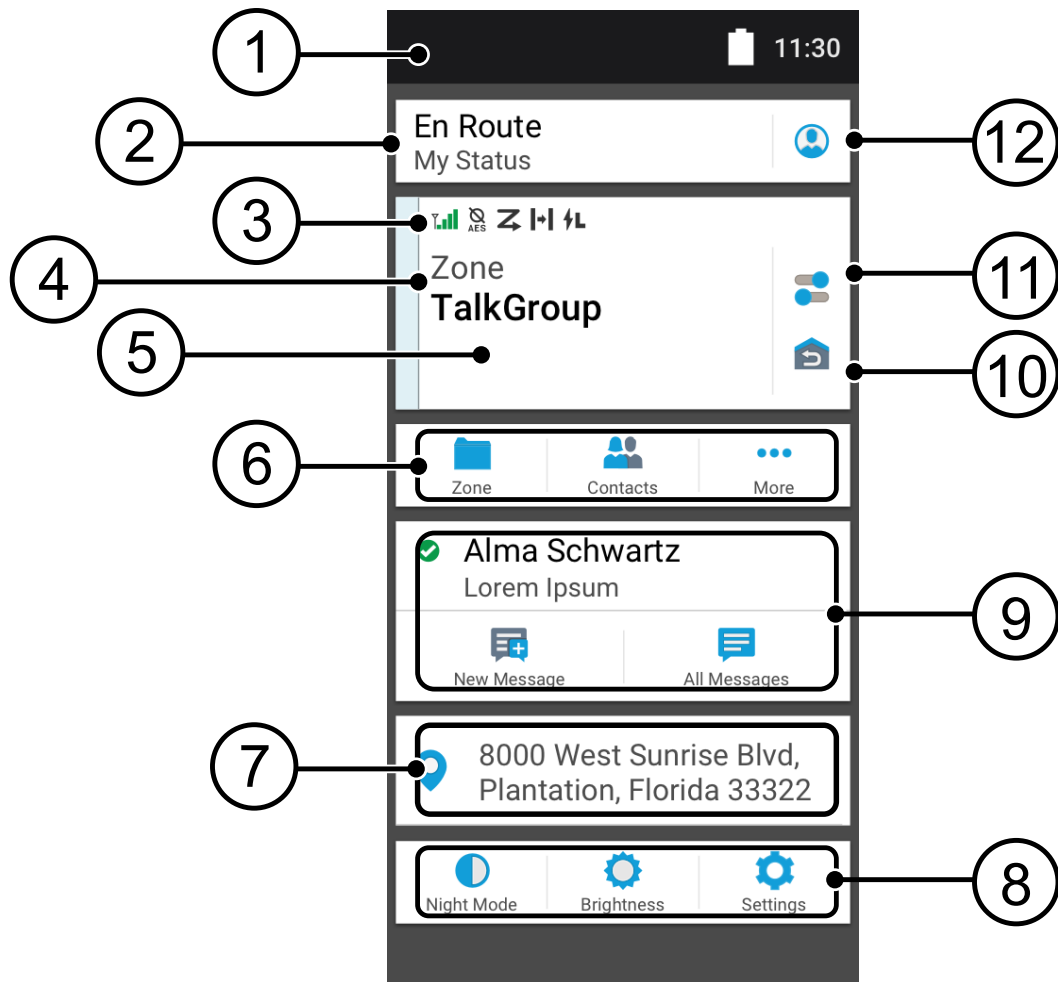 1
11:30
2
En Route
My Status
12
3
AES
L
4
Zone
TalkGroup
11
5
10
6
Zone
Contacts
More
Alma Schwartz
Lorem Ipsum
9
New Message
All Messages
7
8000 West Sunrise Blvd,
Plantation, Florida 33322
8
Night Mode
Brightness
Settings